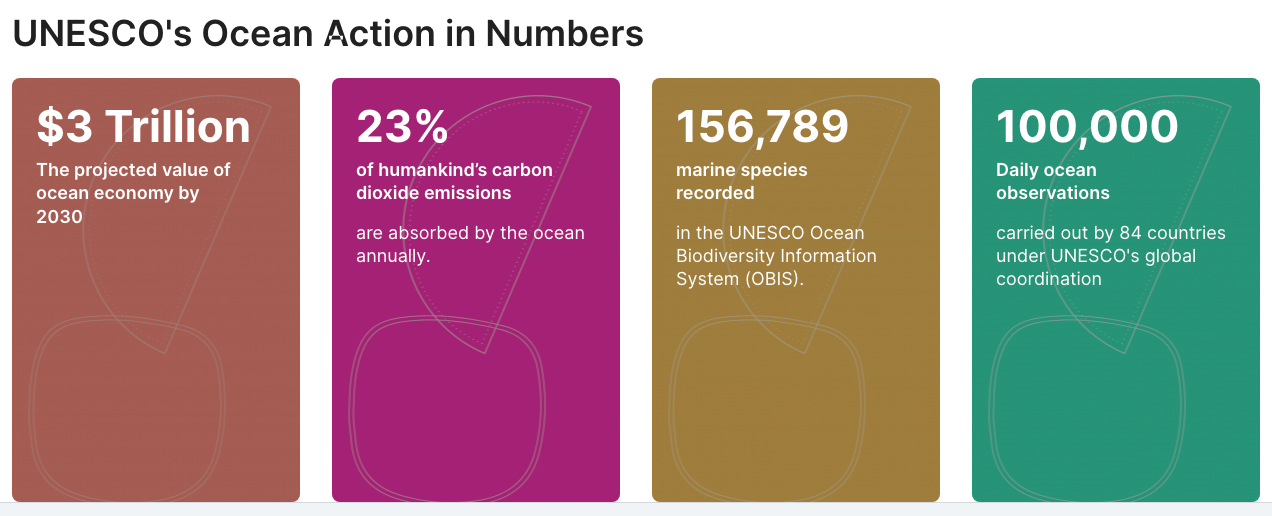 UNESCO's Ocean Action in Numbers
$3 Trillion
The projected value of
ocean economy by
2030
23%
of humankind’s carbon
dioxide emissions
are absorbed by the ocean
annually.
156,789
marine species
recorded
in the UNESCO Ocean
Biodiversity Information
System (OBIS).
100,000
Daily ocean
observations
carried out by 84 countries
under UNESCO's global
coordination